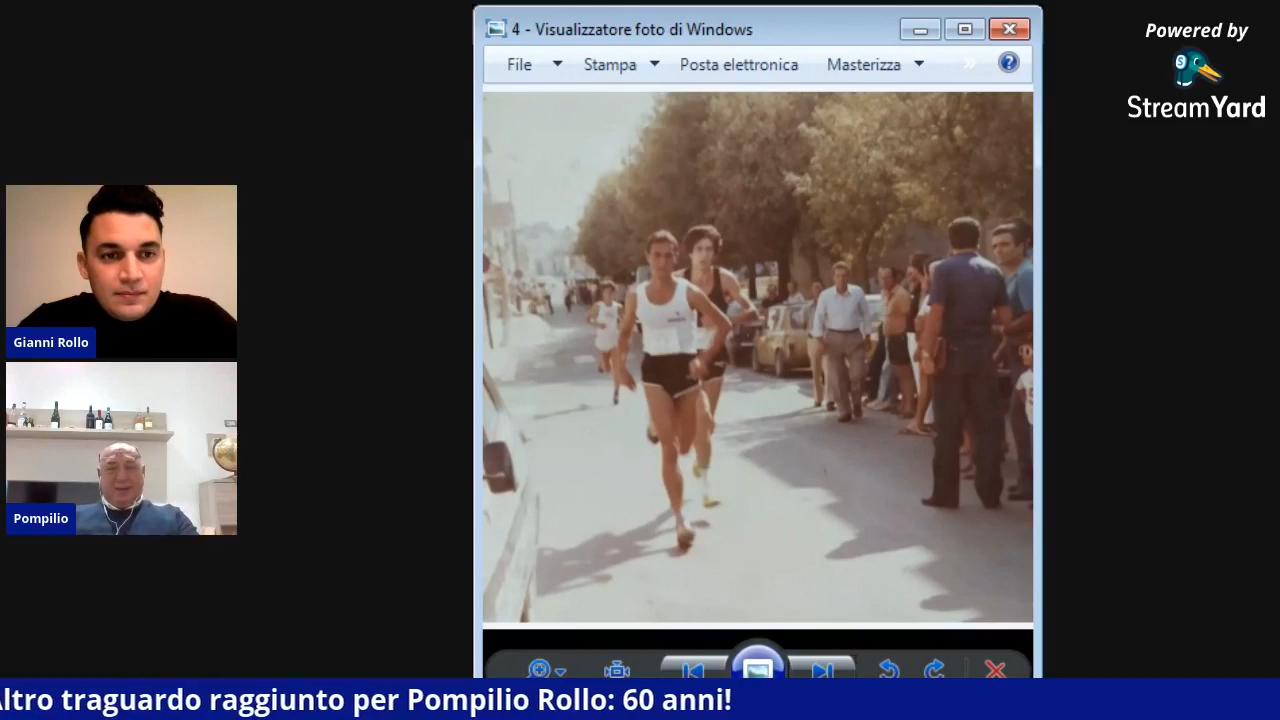 4 - Visualizzatore foto di Windows
File Stampa Posta elettronica Masterizza »
Powered by
StreamYard
Gianni Rollo
Pompilio
Altro traguardo raggiunto per Pompilio Rollo: 60 anni!